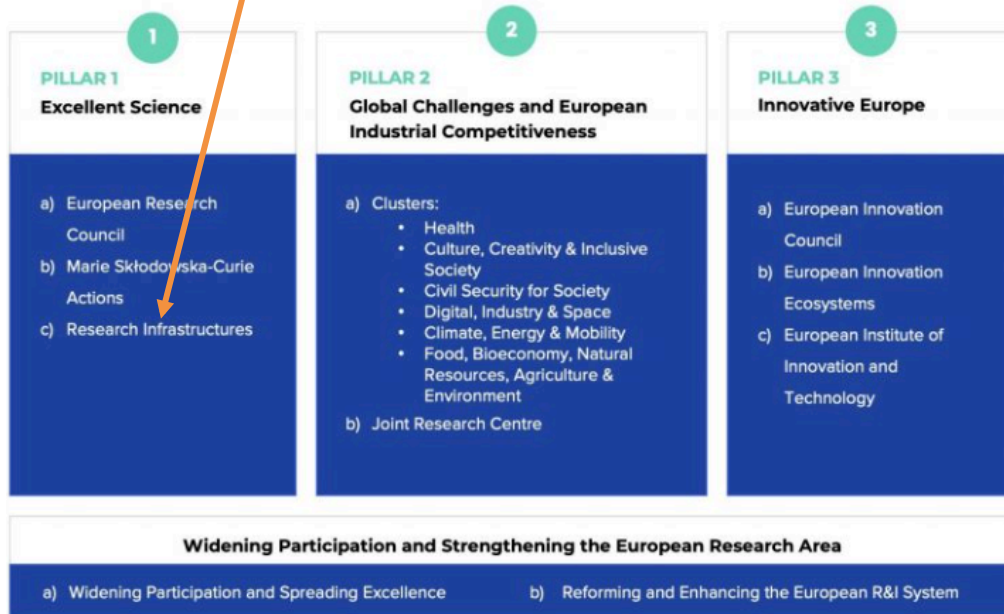 1
PILLAR 1
Excellent Science
a) European Research
Council
b) Marie Skłodowska-Curie
Actions
c) Research Infrastructures
2
PILLAR 2
Global Challenges and European
Industrial Competitiveness
a) Clusters:
• Health
• Culture, Creativity & Inclusive
Society
• Civil Security for Society
• Digital, Industry & Space
• Climate, Energy & Mobility
• Food, Bioeconomy, Natural
Resources, Agriculture &
Environment
b) Joint Research Centre
3
PILLAR 3
Innovative Europe
a) European Innovation
Council
b) European Innovation
Ecosystems
c) European Institute of
Innovation and
Technology
Widening Participation and Strengthening the European Research Area
a) Widening Participation and Spreading Excellence
b) Reforming and Enhancing the European R&I System